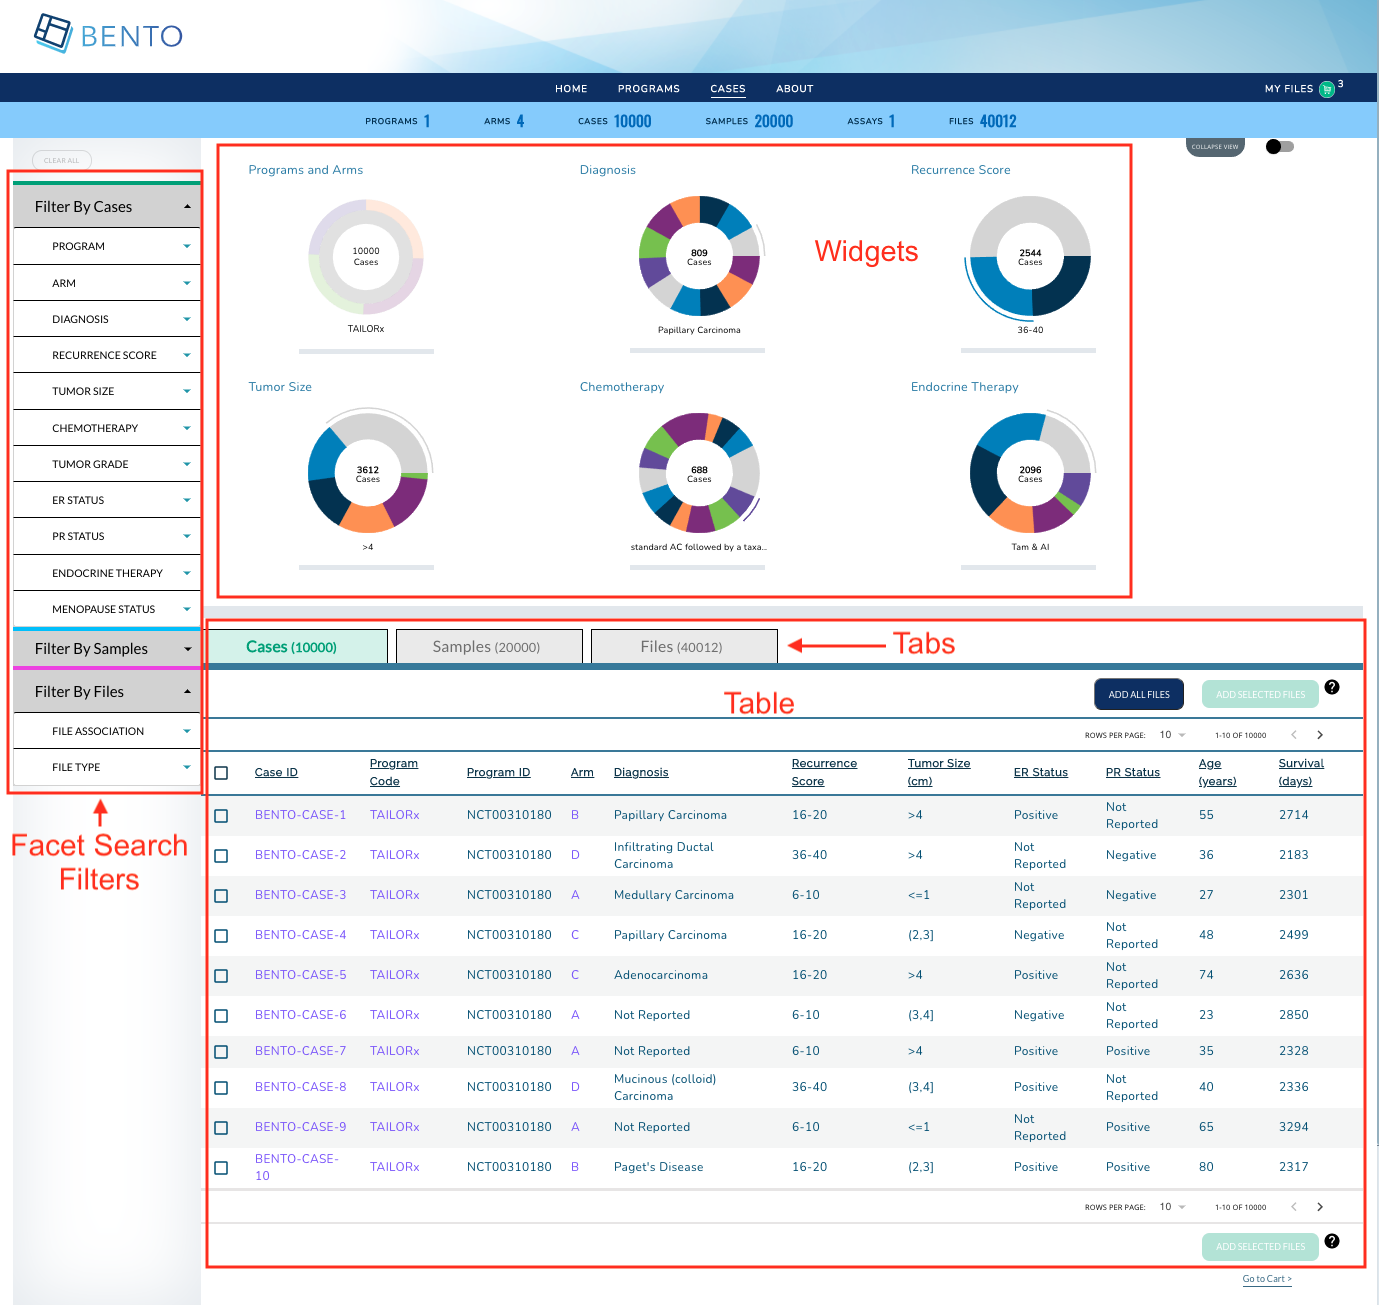 BENTO
HOME PROGRAMS CASES ABOUT MY FILES 3
PROGRAMS 1 ARMS 4 CASES 10000 SAMPLES 20000 ASSAYS 1 FILES 40012
CLEAR ALL
COLLAPSE VIEW
Filter By Cases
PROGRAM
ARM
DIAGNOSIS
RECURRENCE SCORE
TUMOR SIZE
CHEMOTHERAPY
TUMOR GRADE
ER STATUS
PR STATUS
ENDOCRINE THERAPY
MENOPAUSE STATUS
Filter By Samples
Filter By Files
FILE ASSOCIATION
FILE TYPE
Facet Search
Filters
Programs and Arms
10000
Cases
TAILORx
Diagnosis
809
Cases
Papillary Carcinoma
Widgets
Recurrence Score
2544
Cases
36-40
Tumor Size
3612
Cases
>4
Chemotherapy
688
Cases
standard AC followed by a taxa...
Endocrine Therapy
2096
Cases
Tam & AI
Cases (10000) Samples (20000) Files (40012)
Tabs
Table
ADD ALL FILES ADD SELECTED FILES ?
ROWS PER PAGE: 10 1-10 OF 10000
Case ID Program Code Program ID Arm Diagnosis Recurrence Score Tumor Size (cm) ER Status PR Status Age (years) Survival (days)
BENTO-CASE-1 TAILORx NCT00310180 B Papillary Carcinoma 16-20 >4 Positive Not Reported 55 2714
BENTO-CASE-2 TAILORx NCT00310180 D Infiltrating Ductal Carcinoma 36-40 >4 Not Reported Negative 36 2183
BENTO-CASE-3 TAILORx NCT00310180 A Medullary Carcinoma 6-10 <=1 Not Reported Negative 27 2301
BENTO-CASE-4 TAILORx NCT00310180 C Papillary Carcinoma 16-20 (2,3] Negative Not Reported 48 2499
BENTO-CASE-5 TAILORx NCT00310180 C Adenocarcinoma 16-20 >4 Positive Not Reported 74 2636
BENTO-CASE-6 TAILORx NCT00310180 A Not Reported 6-10 (3,4] Negative Not Reported 23 2850
BENTO-CASE-7 TAILORx NCT00310180 A Not Reported 6-10 >4 Positive Positive 35 2328
BENTO-CASE-8 TAILORx NCT00310180 D Mucinous (colloid) Carcinoma 36-40 (3,4] Positive Not Reported 40 2336
BENTO-CASE-9 TAILORx NCT00310180 A Not Reported 6-10 <=1 Not Reported Positive 65 3294
BENTO-CASE-10 TAILORx NCT00310180 B Paget's Disease 16-20 (2,3] Positive Positive 80 2317
ROWS PER PAGE: 10 1-10 OF 10000
ADD SELECTED FILES ?
Go to Cart >